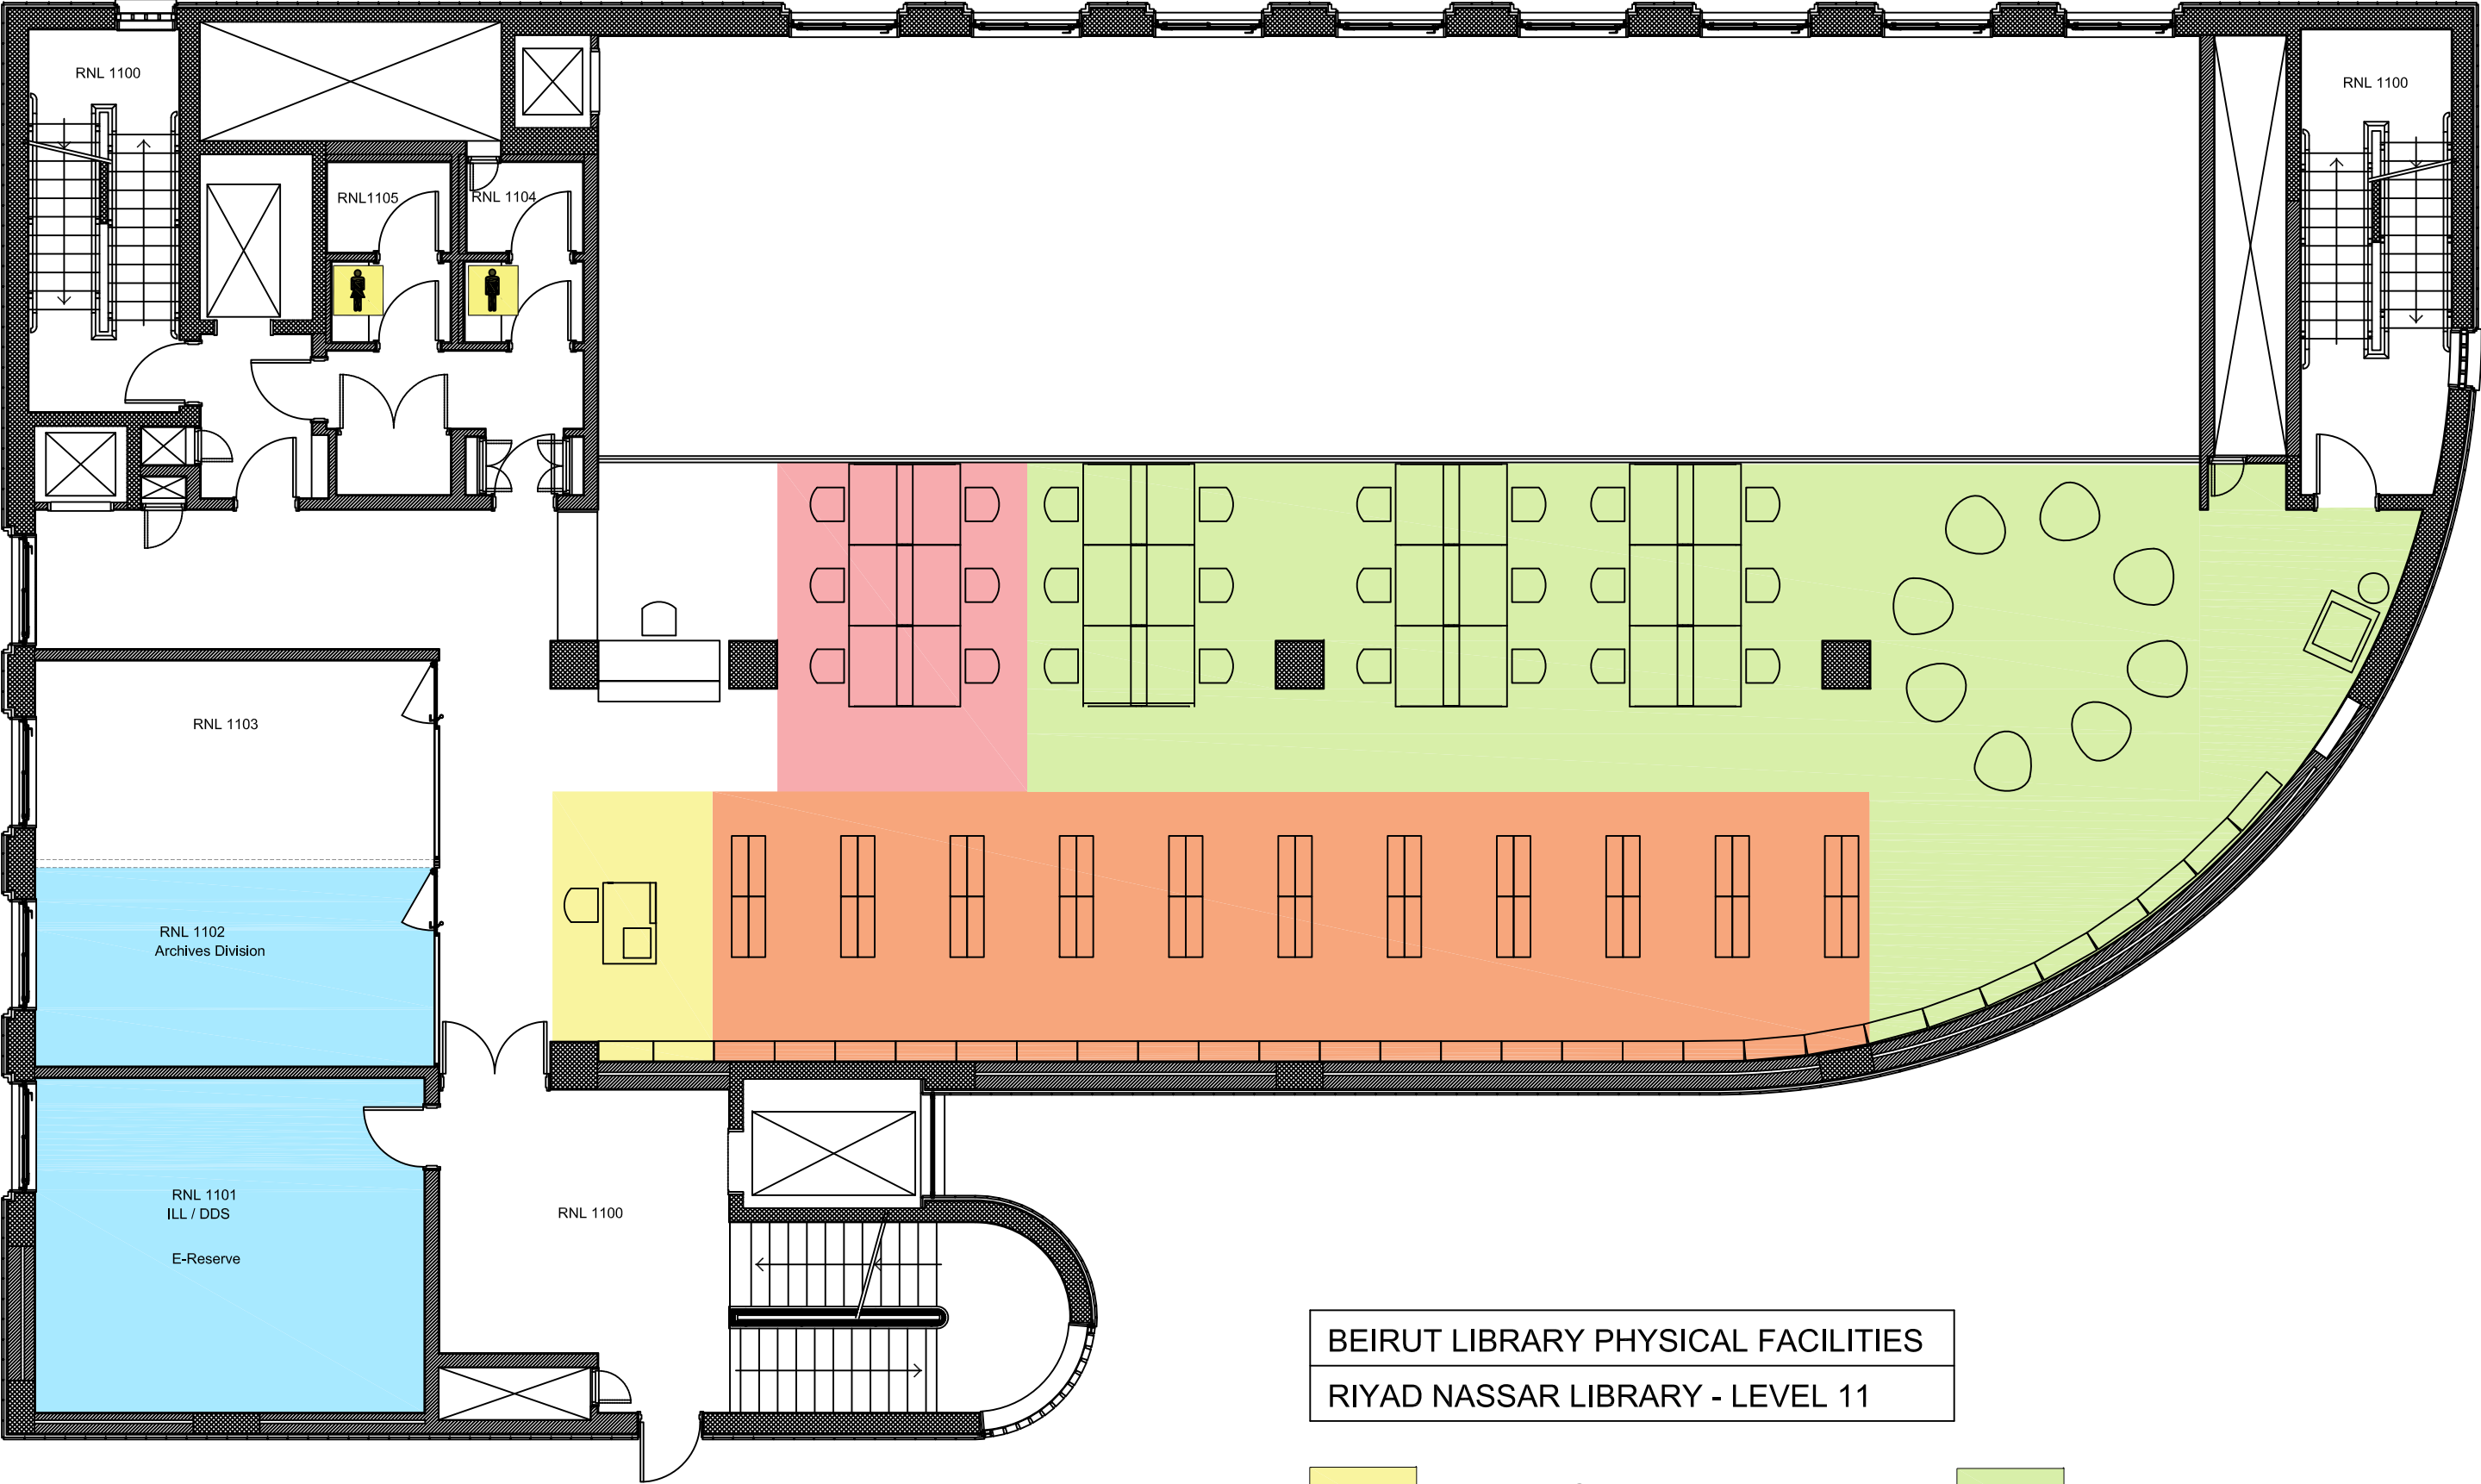 RNL 1100
RNL 1100
RNL1105
RNL 1104
RNL 1103
RNL 1102
Archives Division
RNL 1101
ILL / DDS
E-Reserve
RNL 1100
BEIRUT LIBRARY PHYSICAL FACILITIES
RIYAD NASSAR LIBRARY - LEVEL 11